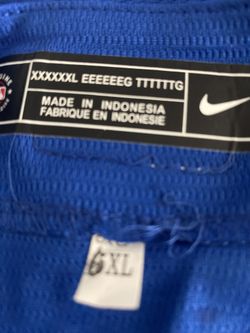 XXXXXXL EEEEEEG TTTTTTG
MADE IN INDONESIA
FABRIQUE EN INDONESIE
6XL